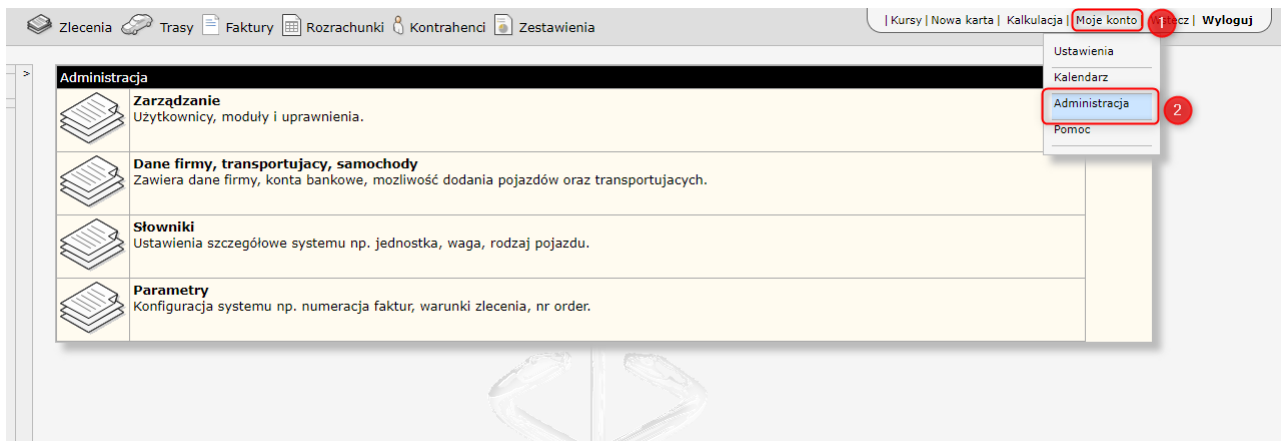 Zlecenia Trasy Faktury Rozrachunki Kontrahenci Zestawienia
| Kursy | Nowa karta | Kalkulacja | Moje konto 1 | Wyloguj
Ustawienia
Kalendarz
Administracja 2
Pomoc
>
Administracja
Zarządzanie
Użytkownicy, moduły i uprawnienia.
Dane firmy, transportujacy, samochody
Zawiera dane firmy, konta bankowe, mozliwość dodania pojazdów oraz transportujacych.
Słowniki
Ustawienia szczegółowe systemu np. jednostka, waga, rodzaj pojazdu.
Parametry
Konfiguracja systemu np. numeracja faktur, warunki zlecenia, nr order.